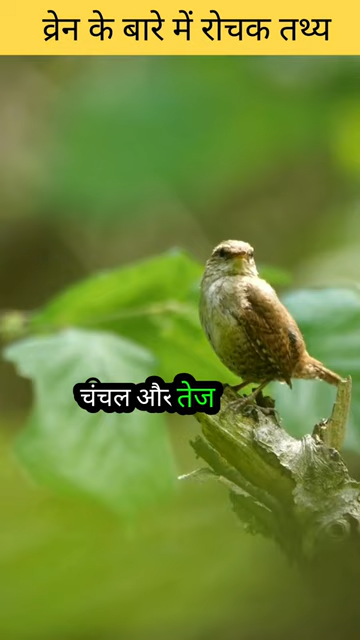 व्रेन के बारे में रोचक तथ्य
चंचल और तेज